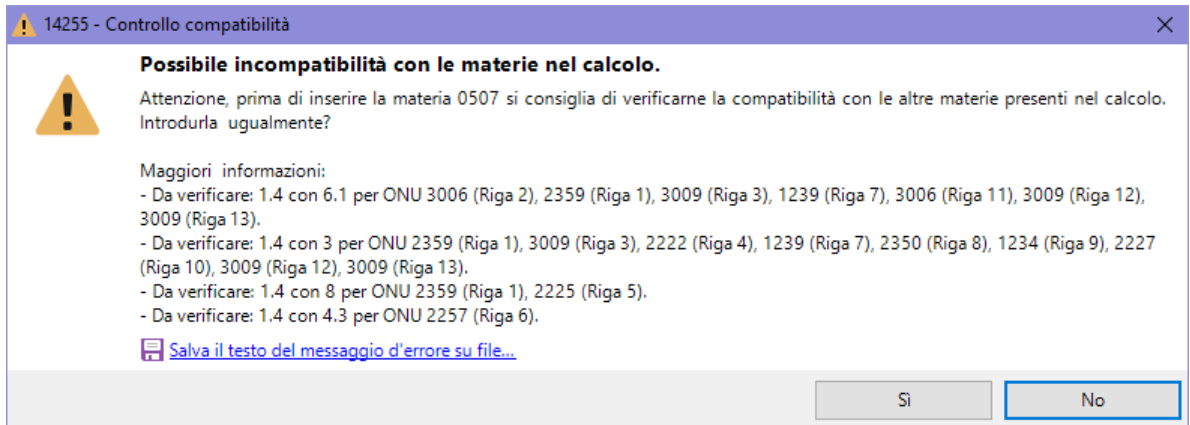 14255 - Controllo compatibilità
Possibile incompatibilità con le materie nel calcolo.
Attenzione, prima di inserire la materia 0507 si consiglia di verificarne la compatibilità con le altre materie presenti nel calcolo.
Introdurla ugualmente?
Maggiori informazioni:
- Da verificare: 1.4 con 6.1 per ONU 3006 (Riga 2), 2359 (Riga 1), 3009 (Riga 3), 1239 (Riga 7), 3006 (Riga 11), 3009 (Riga 12),
3009 (Riga 13).
- Da verificare: 1.4 con 3 per ONU 2359 (Riga 1), 3009 (Riga 3), 2222 (Riga 4), 1239 (Riga 7), 2350 (Riga 8), 1234 (Riga 9), 2227
(Riga 10), 3009 (Riga 12), 3009 (Riga 13).
- Da verificare: 1.4 con 8 per ONU 2359 (Riga 1), 2225 (Riga 5).
- Da verificare: 1.4 con 4.3 per ONU 2257 (Riga 6).
Salva il testo del messaggio d'errore su file...
Sì
No